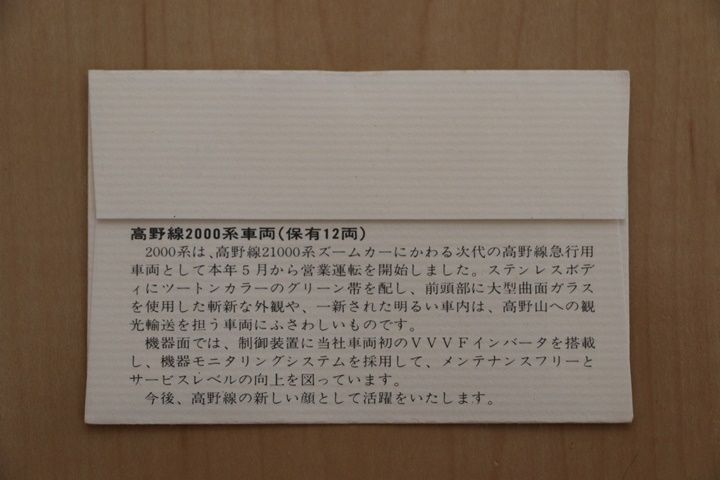 高野線2000系車両(保有12両)
2000系は、高野線21000系ズームカーにかわる次代の高野線急行用
車両として本年5月から営業運転を開始しました。ステンレスボデ
ィにツートンカラーのグリーン帯を配し、前頭部に大型曲面ガラス
を使用した斬新な外観や、一新された明るい車内は、高野山への観
光輸送を担う車両にふさわしいものです。
機器面では、制御装置に当社車両初のVVVFインバータを搭載
し、機器モニタリングシステムを採用して、メンテナンスフリーと
サービスレベルの向上を図っています。
今後、高野線の新しい顔として活躍をいたします。